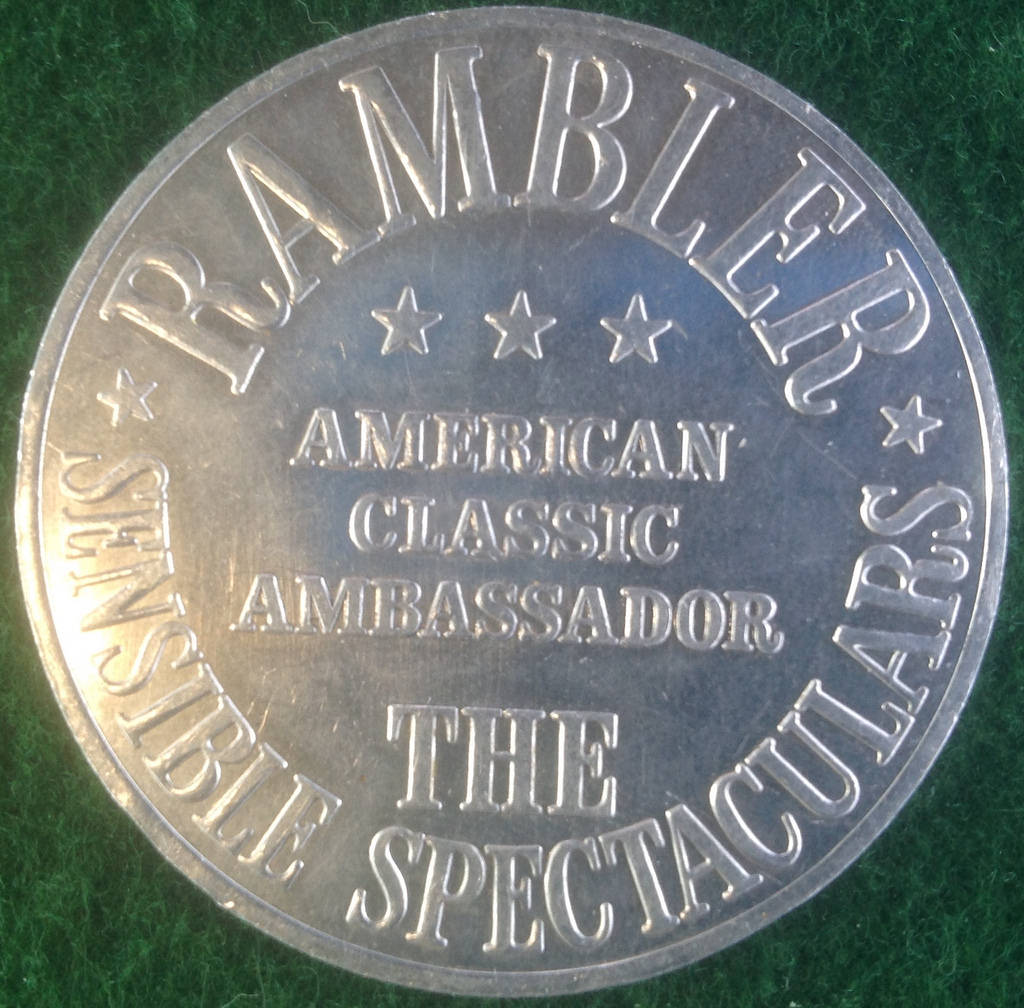 RAMBLER
AMERICAN
CLASSIC
AMBASSADOR
THE
SENSIBLE SPECTACULARS